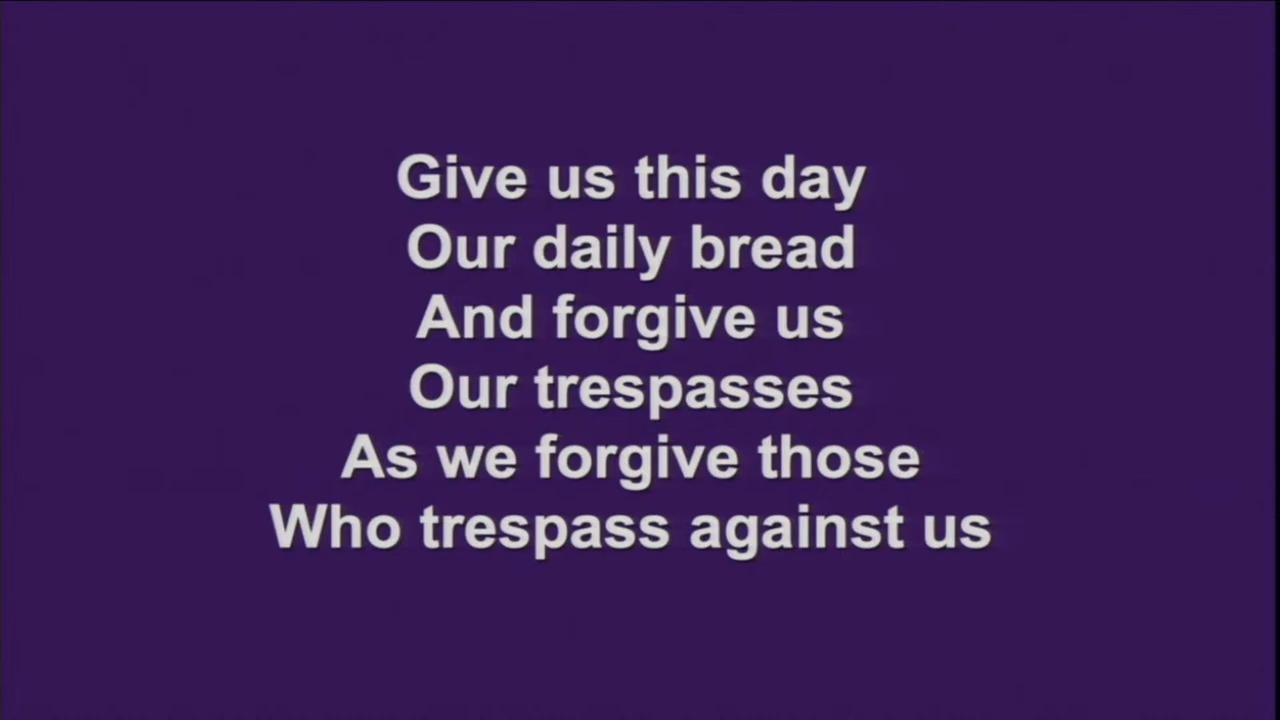 Give us this day
Our daily bread
And forgive us
Our trespasses
As we forgive those
Who trespass against us